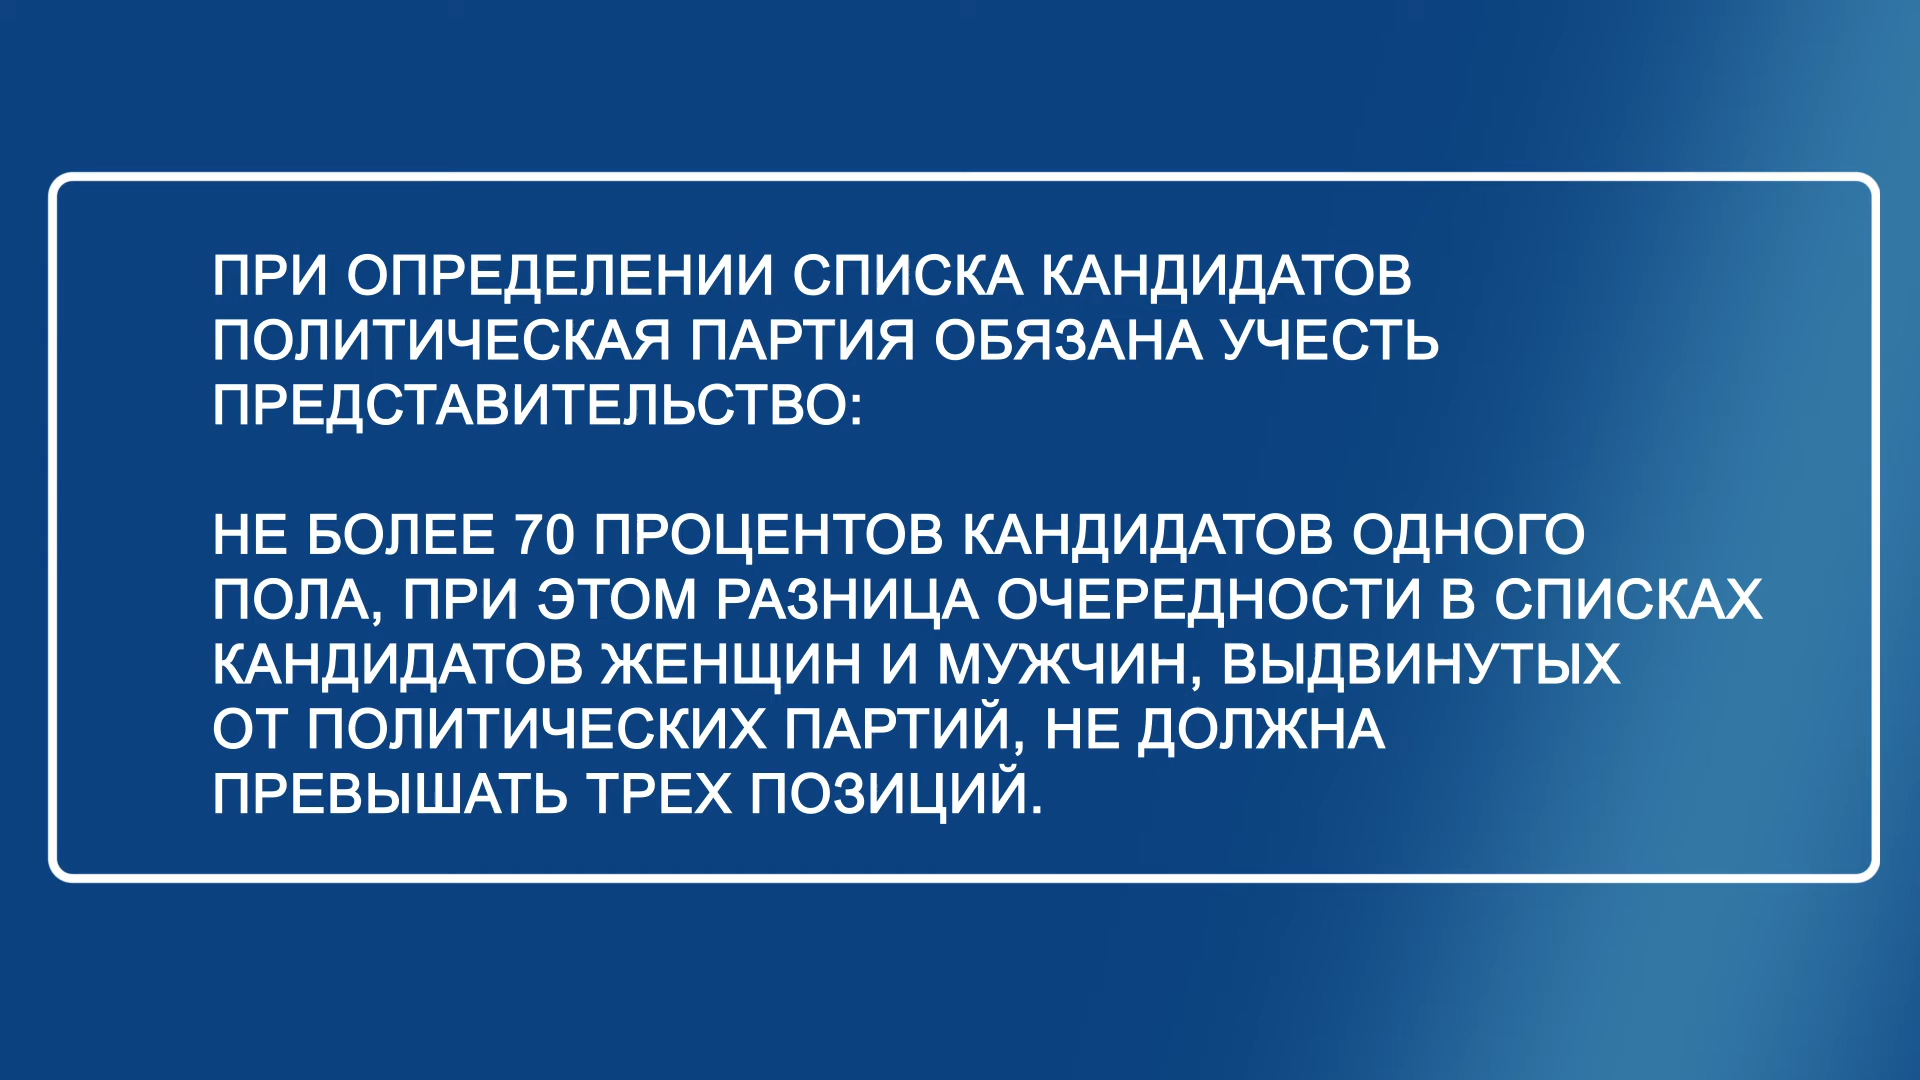 ПРИ ОПРЕДЕЛЕНИИ СПИСКА КАНДИДАТОВ
ПОЛИТИЧЕСКАЯ ПАРТИЯ ОБЯЗАНА УЧЕСТЬ
ПРЕДСТАВИТЕЛЬСТВО:
НЕ БОЛЕЕ 70 ПРОЦЕНТОВ КАНДИДАТОВ ОДНОГО
ПОЛА, ПРИ ЭТОМ РАЗНИЦА ОЧЕРЕДНОСТИ В СПИСКАХ
КАНДИДАТОВ ЖЕНЩИН И МУЖЧИН, ВЫДВИНУТЫХ
ОТ ПОЛИТИЧЕСКИХ ПАРТИЙ, НЕ ДОЛЖНА
ПРЕВЫШАТЬ ТРЕХ ПОЗИЦИЙ.